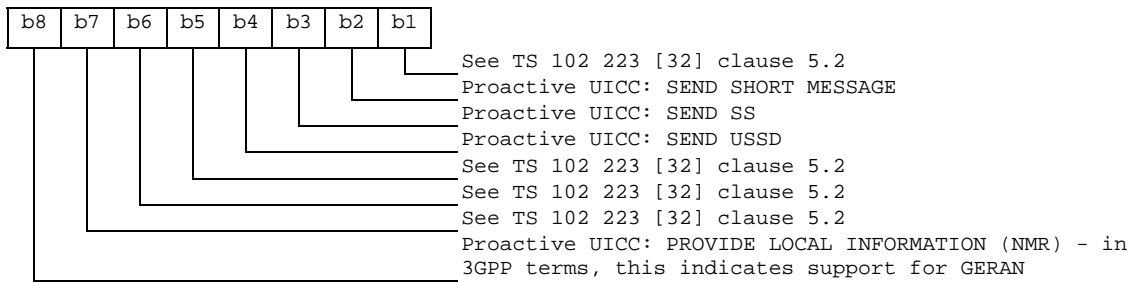 b8 b7 b6 b5 b4 b3 b2 b1
See TS 102 223 [32] clause 5.2
Proactive UICC: SEND SHORT MESSAGE
Proactive UICC: SEND SS
Proactive UICC: SEND USSD
See TS 102 223 [32] clause 5.2
See TS 102 223 [32] clause 5.2
See TS 102 223 [32] clause 5.2
Proactive UICC: PROVIDE LOCAL INFORMATION (NMR) - in
3GPP terms, this indicates support for GERAN